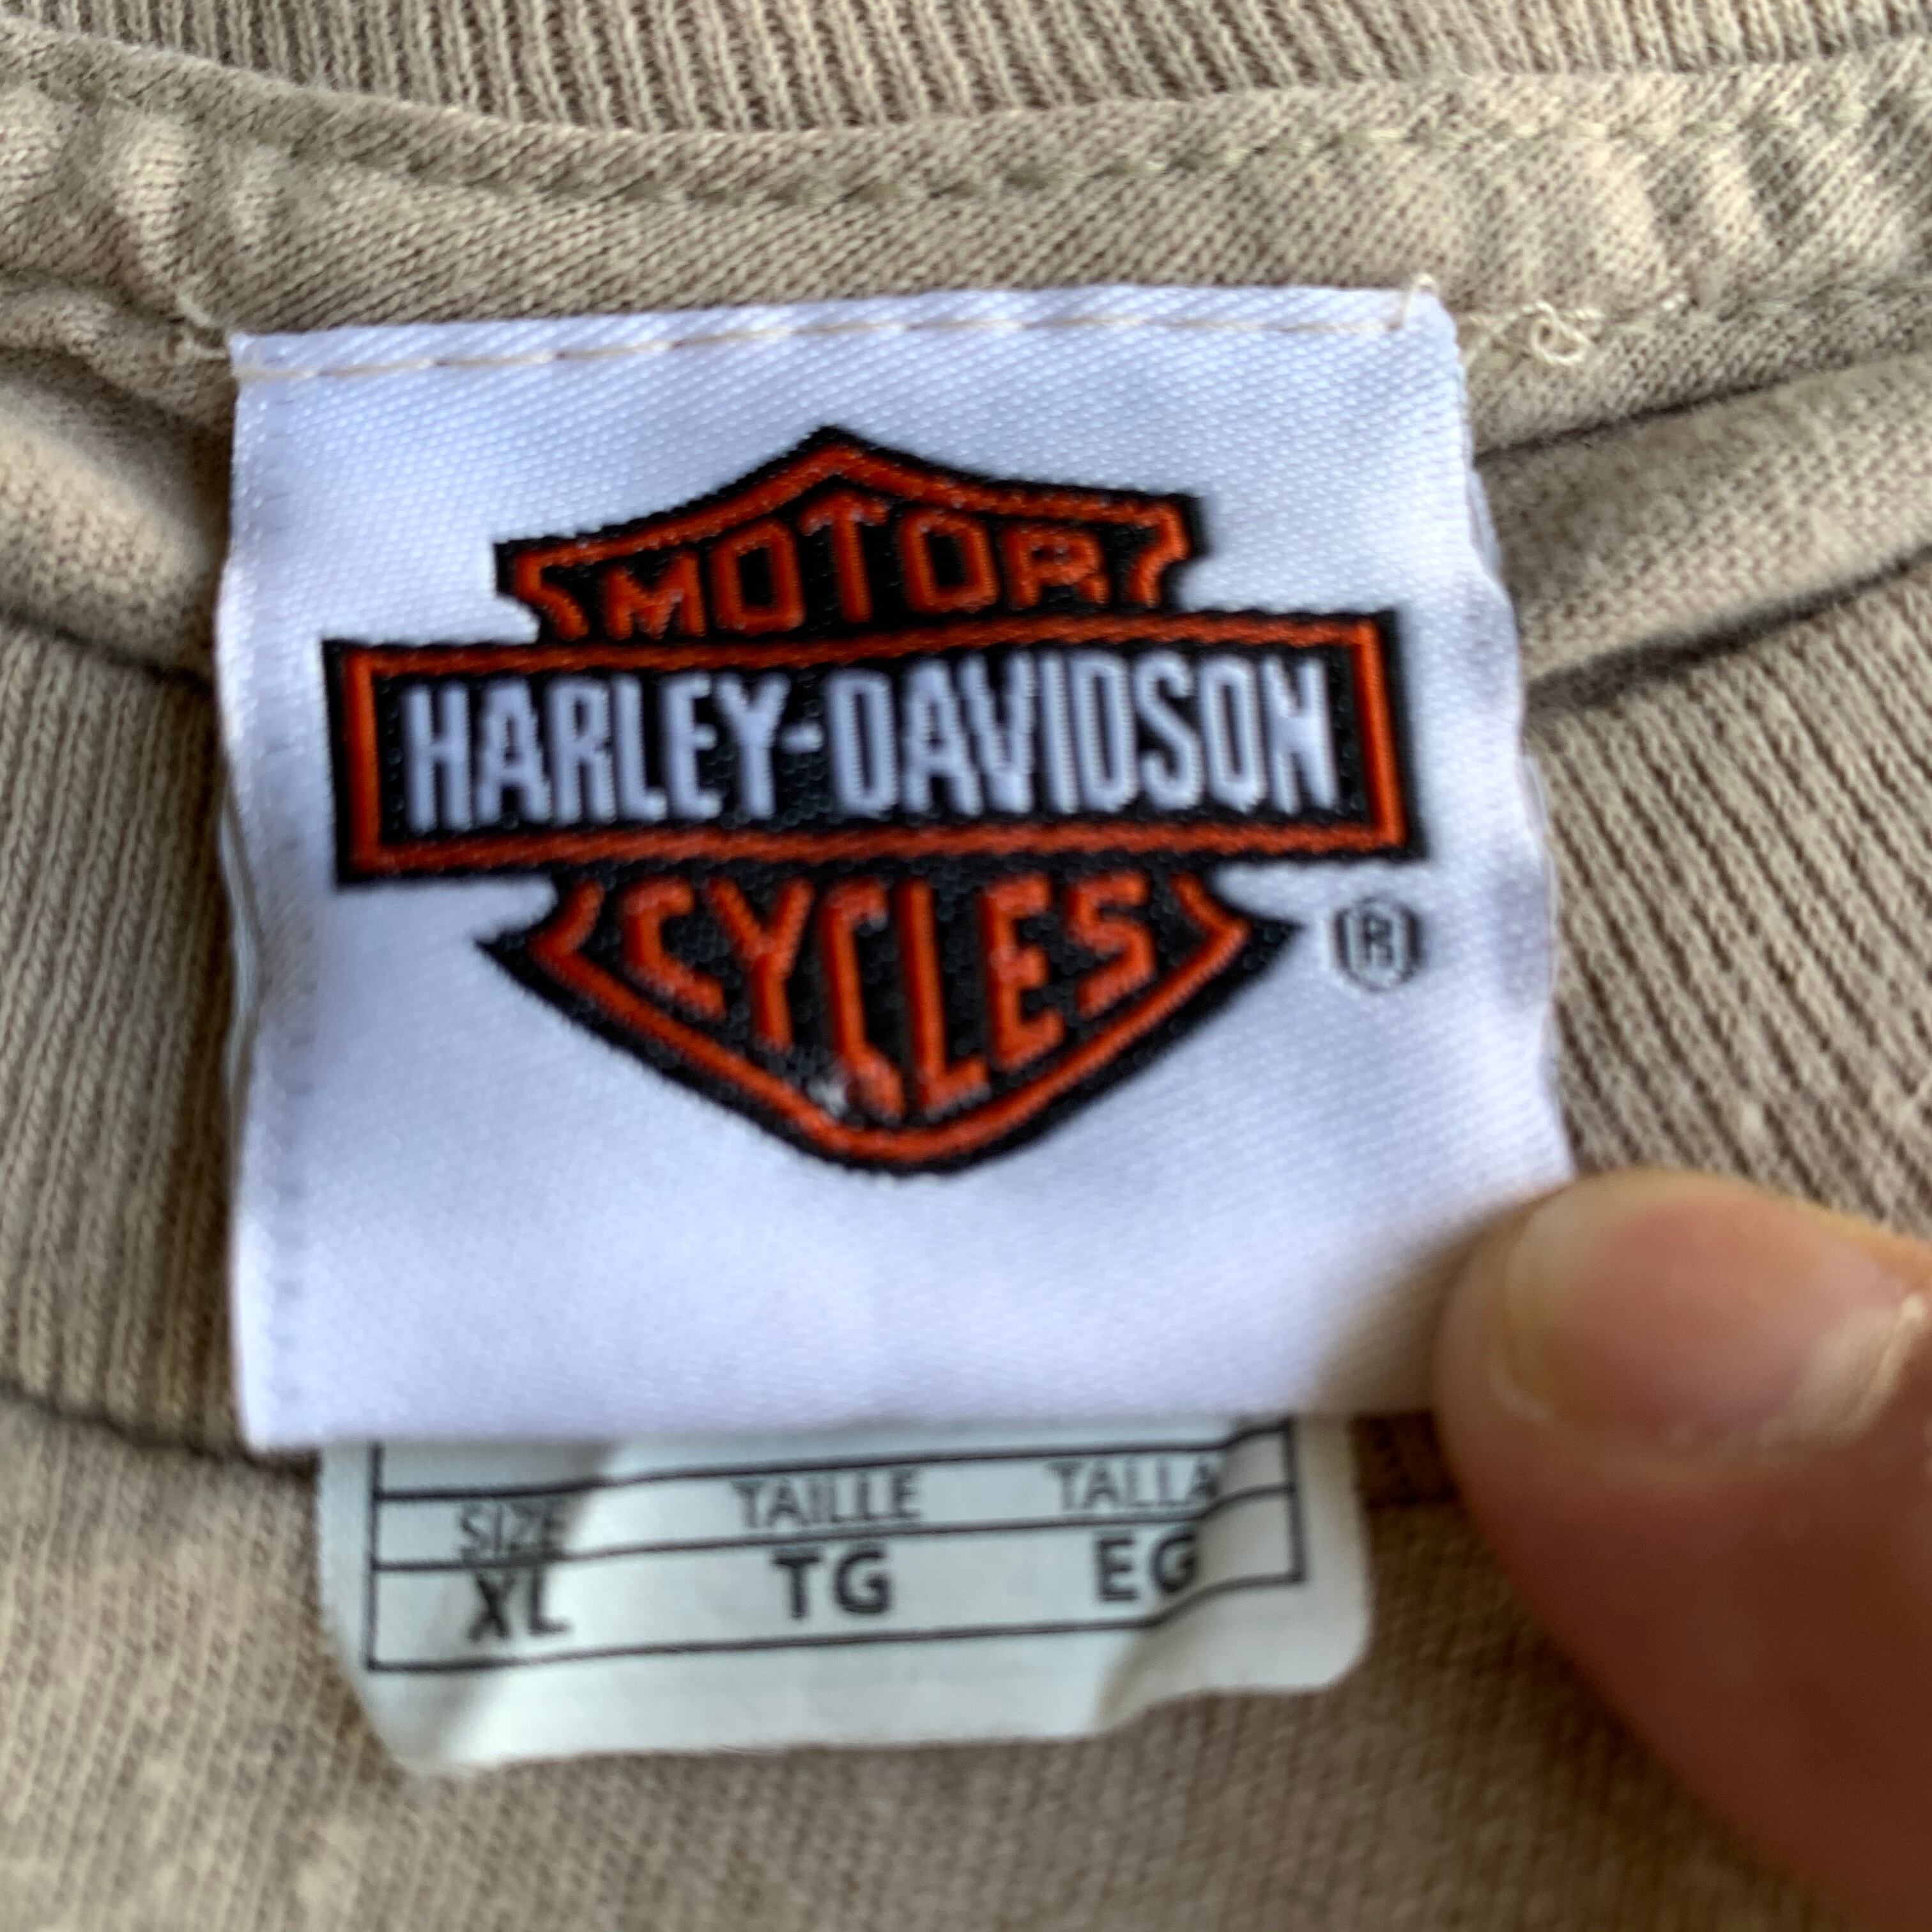 MOTOR
HARLEY-DAVIDSON
CYCLES
®
SIZE TAILLE TALLA
XL TG EG